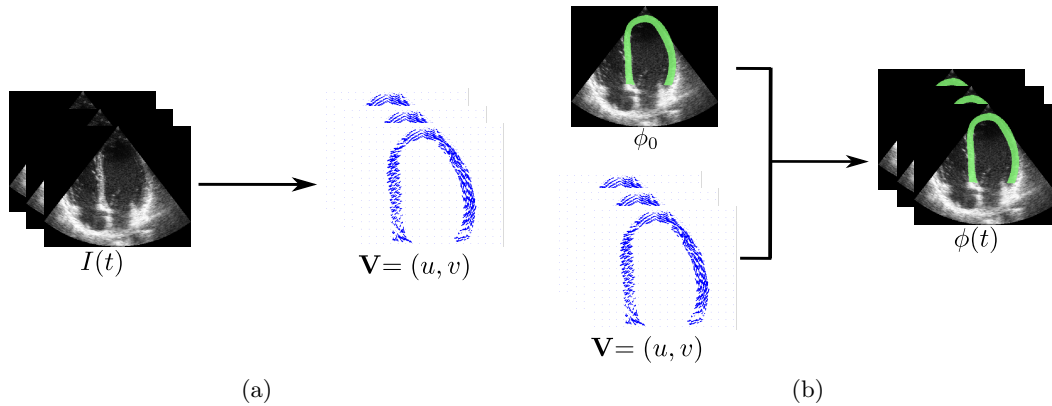 I(t)
V= (u, v)
(a)
ϕ₀
V= (u, v)
ϕ(t)
(b)